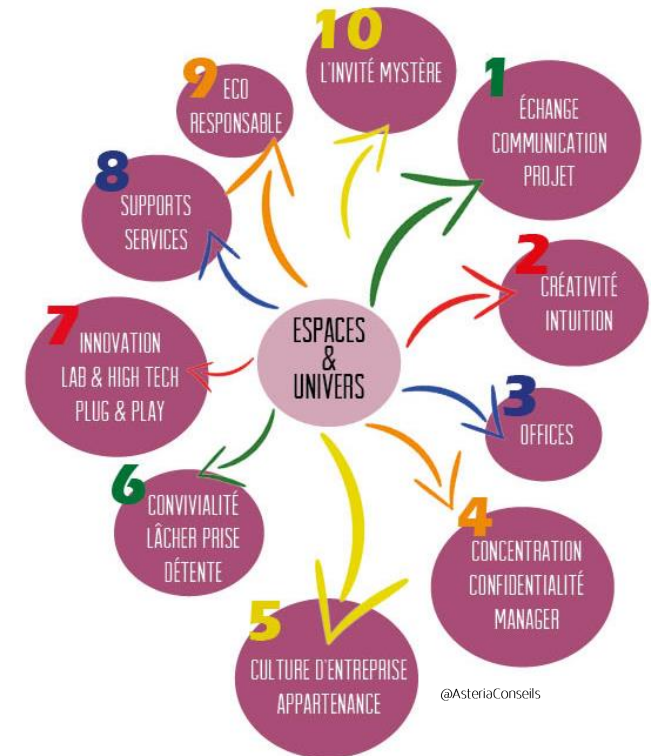 ESPACES
&
UNIVERS
1
ÉCHANGE
COMMUNICATION
PROJET
2
CRÉATIVITÉ
INTUITION
3
OFFICES
4
CONCENTRATION
CONFIDENTIALITÉ
MANAGER
5
CULTURE D'ENTREPRISE
APPARTENANCE
6
CONVIVIALITÉ
LÂCHER PRISE
DÉTENTE
7
INNOVATION
LAB & HIGH TECH
PLUG & PLAY
8
SUPPORTS
SERVICES
9
ECO
RESPONSABLE
10
L'INVITÉ MYSTÈRE
@AsteriaConseils